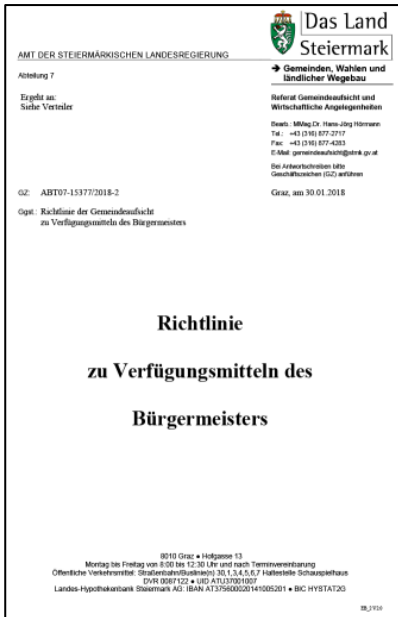 Das Land
Steiermark
AMT DER STEIERMÄRKISCHEN LANDESREGIERUNG
➔ Gemeinden, Wahlen und
ländlicher Wegebau
Abteilung 7
Ergeht an:
Siehe Verteiler
Referat Gemeindeaufsicht und
Wirtschaftliche Angelegenheiten
Bearb.: MMag.Dr. Hans-Jörg Hörmann
Tel.: +43 (316) 877-2717
Fax: +43 (316) 877-4283
E-Mail: gemeindeaufsicht@stmk.gv.at
Bei Antwortschreiben bitte
Geschäftszeichen (GZ) anführen
GZ: ABT07-15377/2018-2
Graz, am 30.01.2018
Ggst.: Richtlinie der Gemeindeaufsicht
zu Verfügungsmitteln des Bürgermeisters
Richtlinie
zu Verfügungsmitteln des
Bürgermeisters
8010 Graz ● Hofgasse 13
Montag bis Freitag von 8:00 bis 12:30 Uhr und nach Terminvereinbarung
Öffentliche Verkehrsmittel: Straßenbahn/Buslinie(n) 30,1,3,4,5,6,7 Haltestelle Schauspielhaus
DVR 0087122 ● UID ATU37001007
Landes-Hypothekenbank Steiermark AG: IBAN AT375600020141005201 ● BIC HYSTAT2G